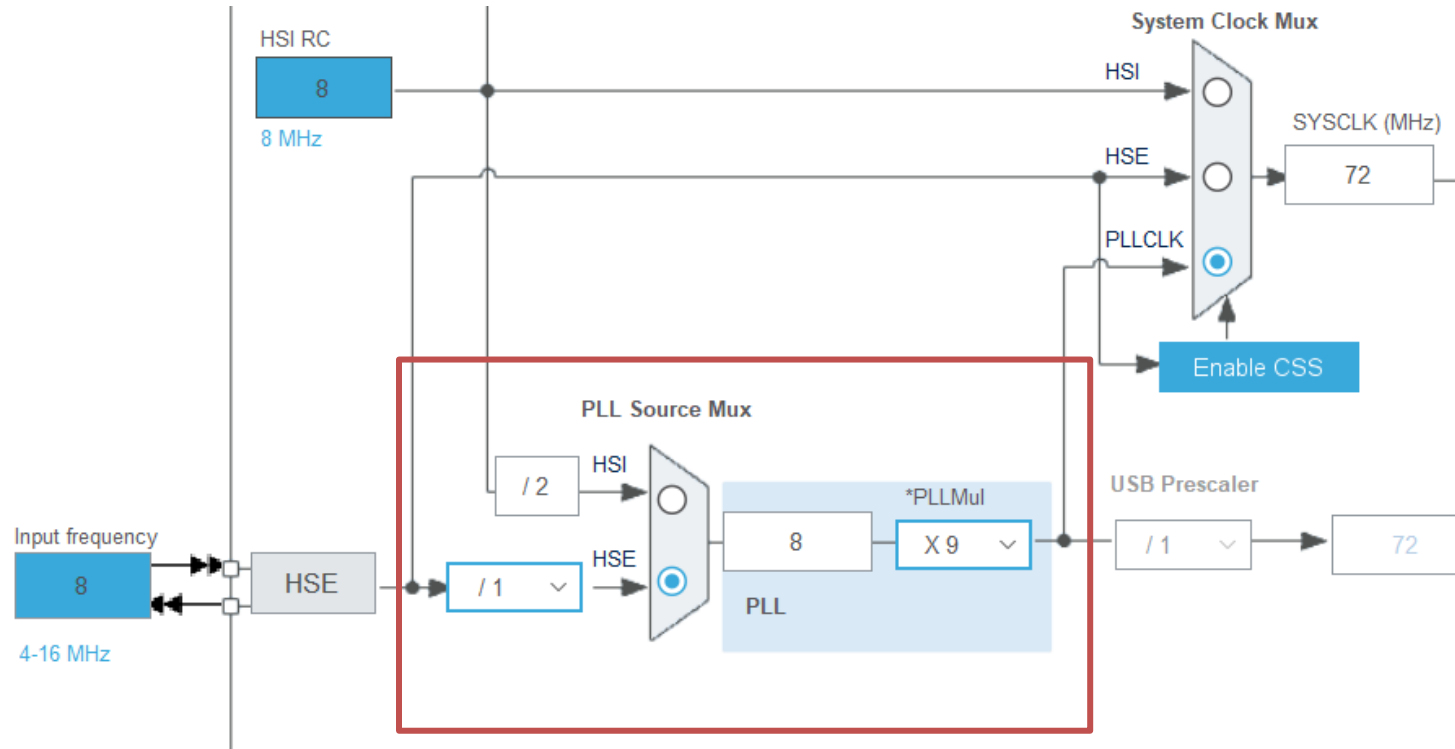 System Clock Mux
HSI RC
8
8 MHz
HSI
HSE
PLLCLK
SYSCLK (MHz)
72
Enable CSS
PLL Source Mux
/ 2
HSI
/ 1
HSE
8
*PLLMul
X 9
PLL
USB Prescaler
/ 1
72
Input frequency
8
4-16 MHz
HSE